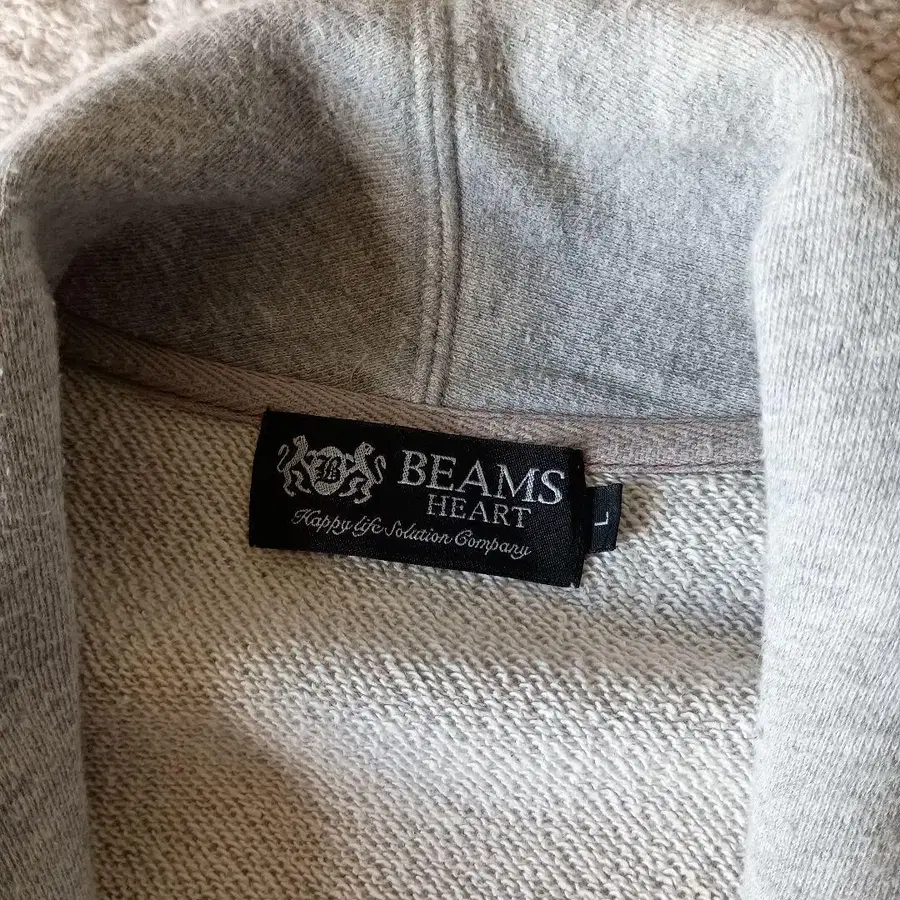 BEAMS
HEART
Happy life Solution Company
L